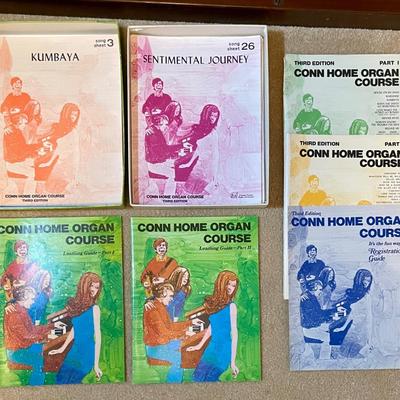 song
sheet 3
KUMBAYA
CONN HOME ORGAN COURSE
THIRD EDITION
song
sheet 26
SENTIMENTAL JOURNEY
CONN HOME ORGAN COURSE
THIRD EDITION
THIRD EDITION PART I
CONN HOME ORGAN
COURSE
THIRD EDITION PART
CONN HOME ORGAN
COURSE
Third Edition
CONN HOME ORGAN
COURSE
It's the fun way
Registration
Guide
CONN HOME ORGAN
COURSE
Leading Guide—Part I
CONN HOME ORGAN
COURSE
Leading Guide—Part II